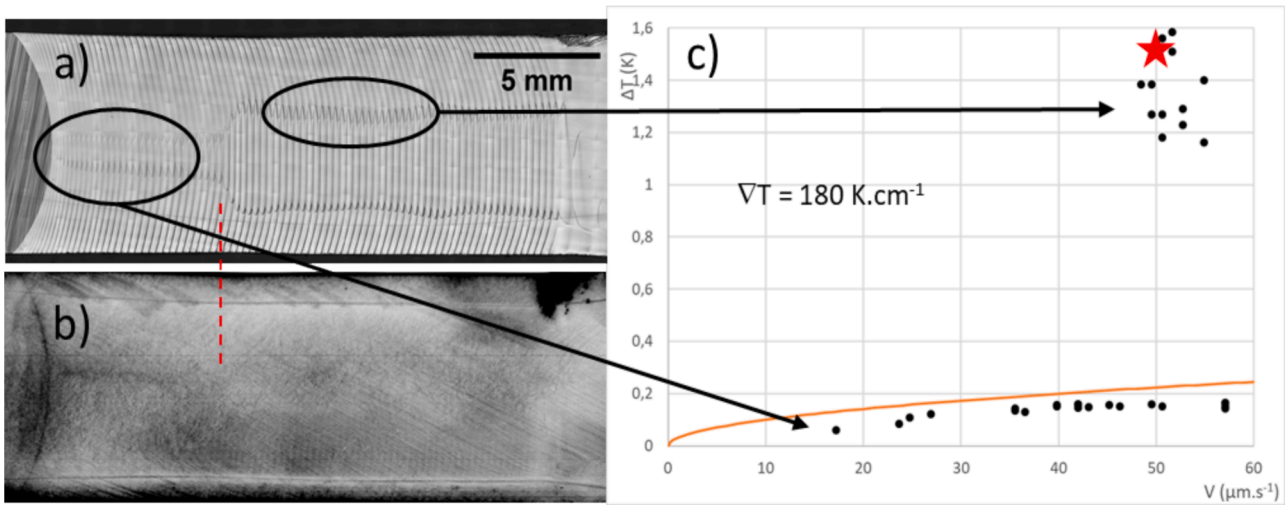 a)
5 mm
b)
c)
ΔT (K)
1,6
1,4
1,2
1
0,8
0,6
0,4
0,2
0
∇T = 180 K.cm⁻¹
0 10 20 30 40 50 60
V (µm.s⁻¹)